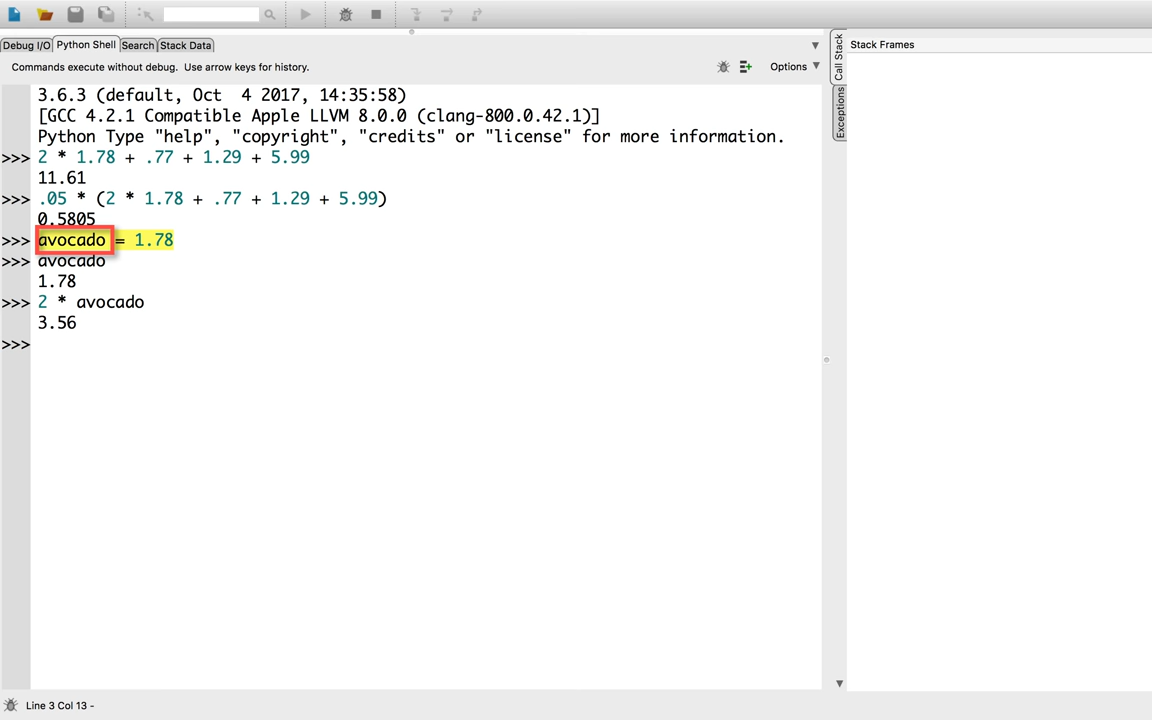 Debug I/O Python Shell Search Stack Data
Commands execute without debug. Use arrow keys for history.
Options
3.6.3 (default, Oct  4 2017, 14:35:58)
[GCC 4.2.1 Compatible Apple LLVM 8.0.0 (clang-800.0.42.1)]
Python Type "help", "copyright", "credits" or "license" for more information.
>>> 2 * 1.78 + .77 + 1.29 + 5.99
11.61
>>> .05 * (2 * 1.78 + .77 + 1.29 + 5.99)
0.5805
>>> avocado = 1.78
>>> avocado
1.78
>>> 2 * avocado
3.56
>>>
Call Stack
Exceptions
Stack Frames
Line 3 Col 13 -